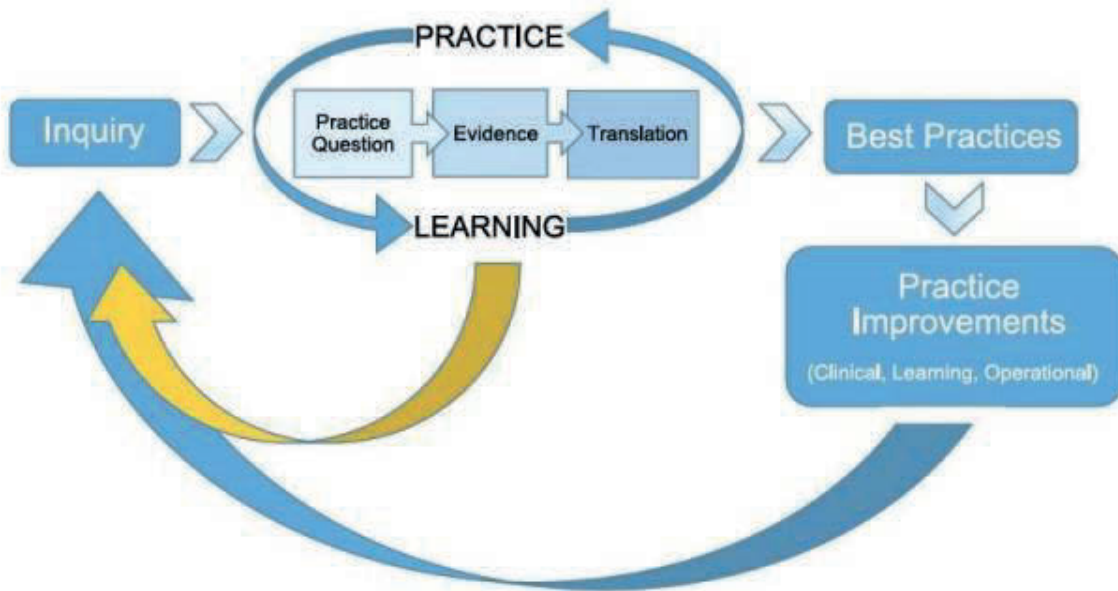 PRACTICE
Inquiry
Practice
Question
Evidence
Translation
Best Practices
LEARNING
Practice
Improvements
(Clinical, Learning, Operational)